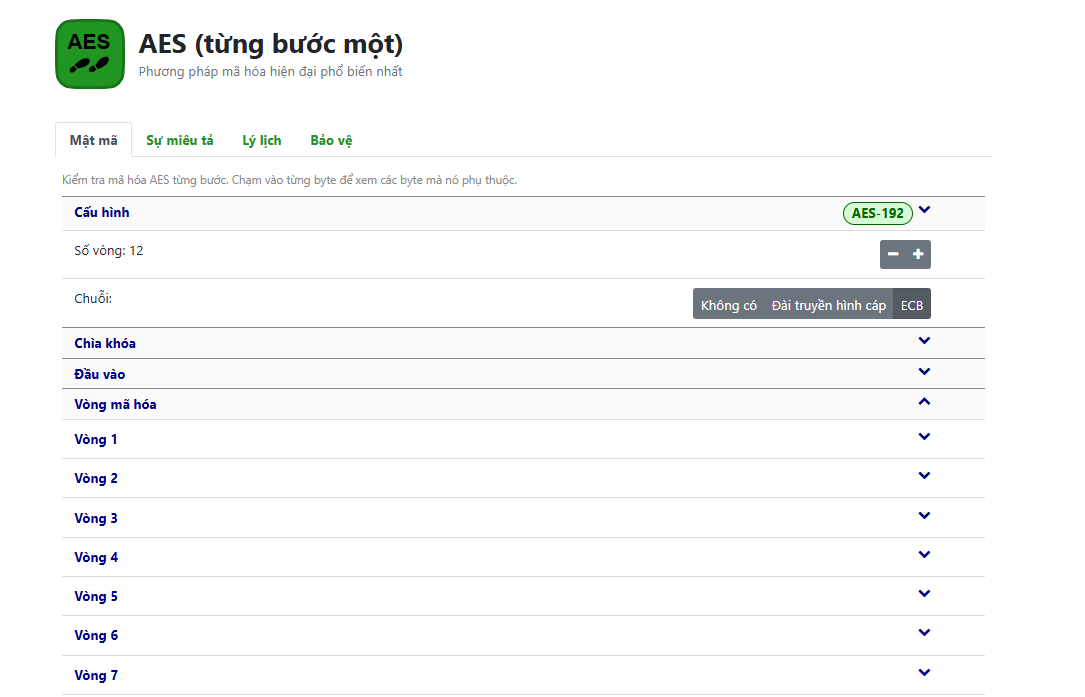 AES
AES (từng bước một)
Phương pháp mã hóa hiện đại phổ biến nhất
Mật mã Sự miêu tả Lý lịch Bảo vệ
Kiểm tra mã hóa AES từng bước. Chạm vào từng byte để xem các byte mà nó phụ thuộc.
Cấu hình AES-192
Số vòng: 12 − +
Chuỗi: Không có Đài truyền hình cáp ECB
Chìa khóa
Đầu vào
Vòng mã hóa
Vòng 1
Vòng 2
Vòng 3
Vòng 4
Vòng 5
Vòng 6
Vòng 7